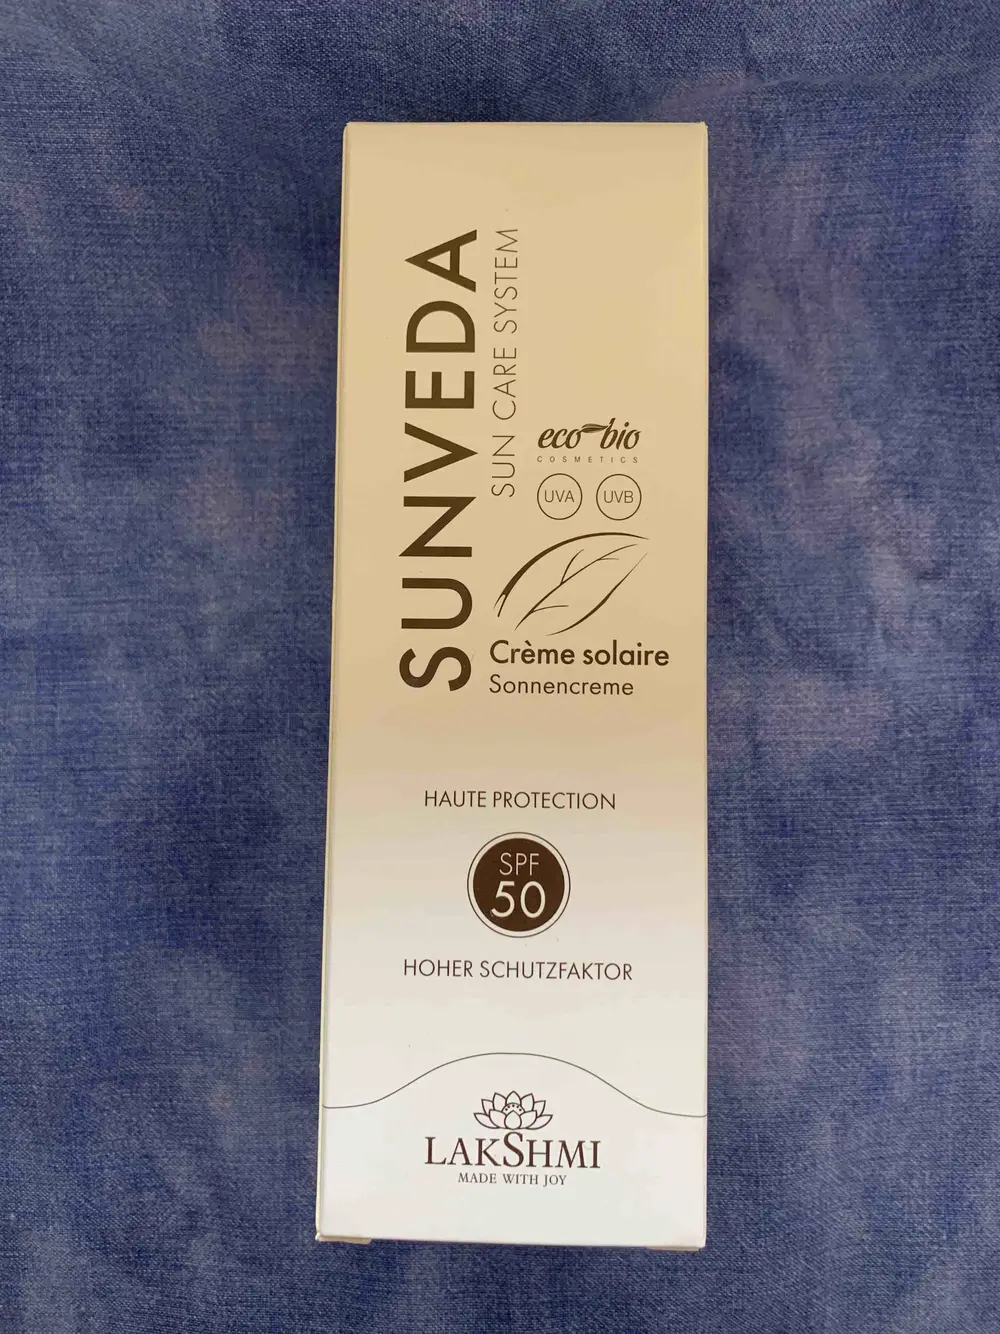 SUNVEDA
SUN CARE SYSTEM
eco bio
COSMETICS
UVA UVB
Crème solaire
Sonnencreme
HAUTE PROTECTION
SPF
50
HOHER SCHUTZFAKTOR
LAKSHMI
MADE WITH JOY